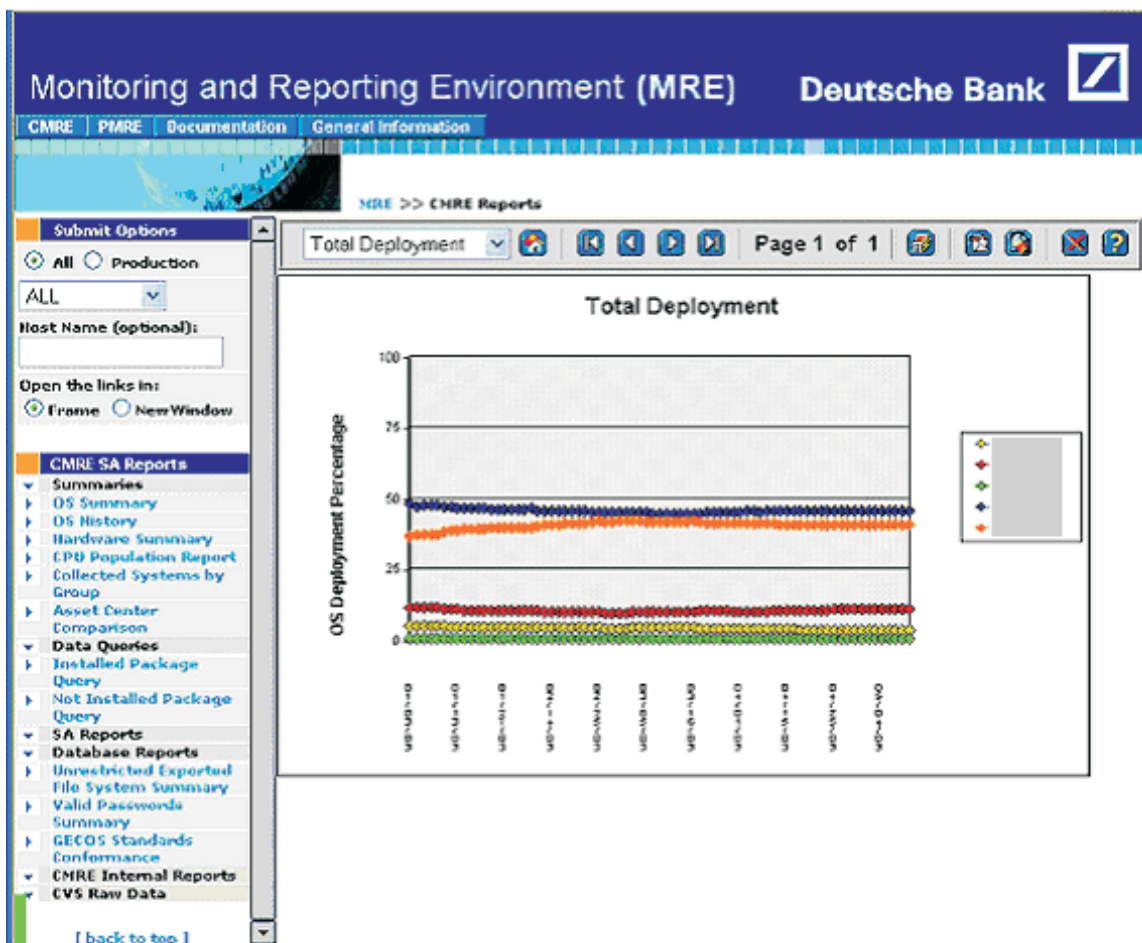 Monitoring and Reporting Environment (MRE)
Deutsche Bank
CMRE PMRE Documentation General Information
MRE >> CMRE Reports
Submit Options
All Production
ALL
Host Name (optional):
Open the links in:
Frame New Window
CMRE SA Reports
Summaries
OS Summary
OS History
Hardware Summary
CPU Population Report
Collected Systems by
Group
Asset Center
Comparison
Data Queries
Installed Package
Query
Not Installed Package
Query
SA Reports
Database Reports
Unrestricted Exported
File System Summary
Valid Passwords
Summary
GECOS Standards
Conformance
CMRE Internal Reports
CVS Raw Data
[ back to top ]
Total Deployment
Page 1 of 1
Total Deployment
OS Deployment Percentage
100
75
50
25
0